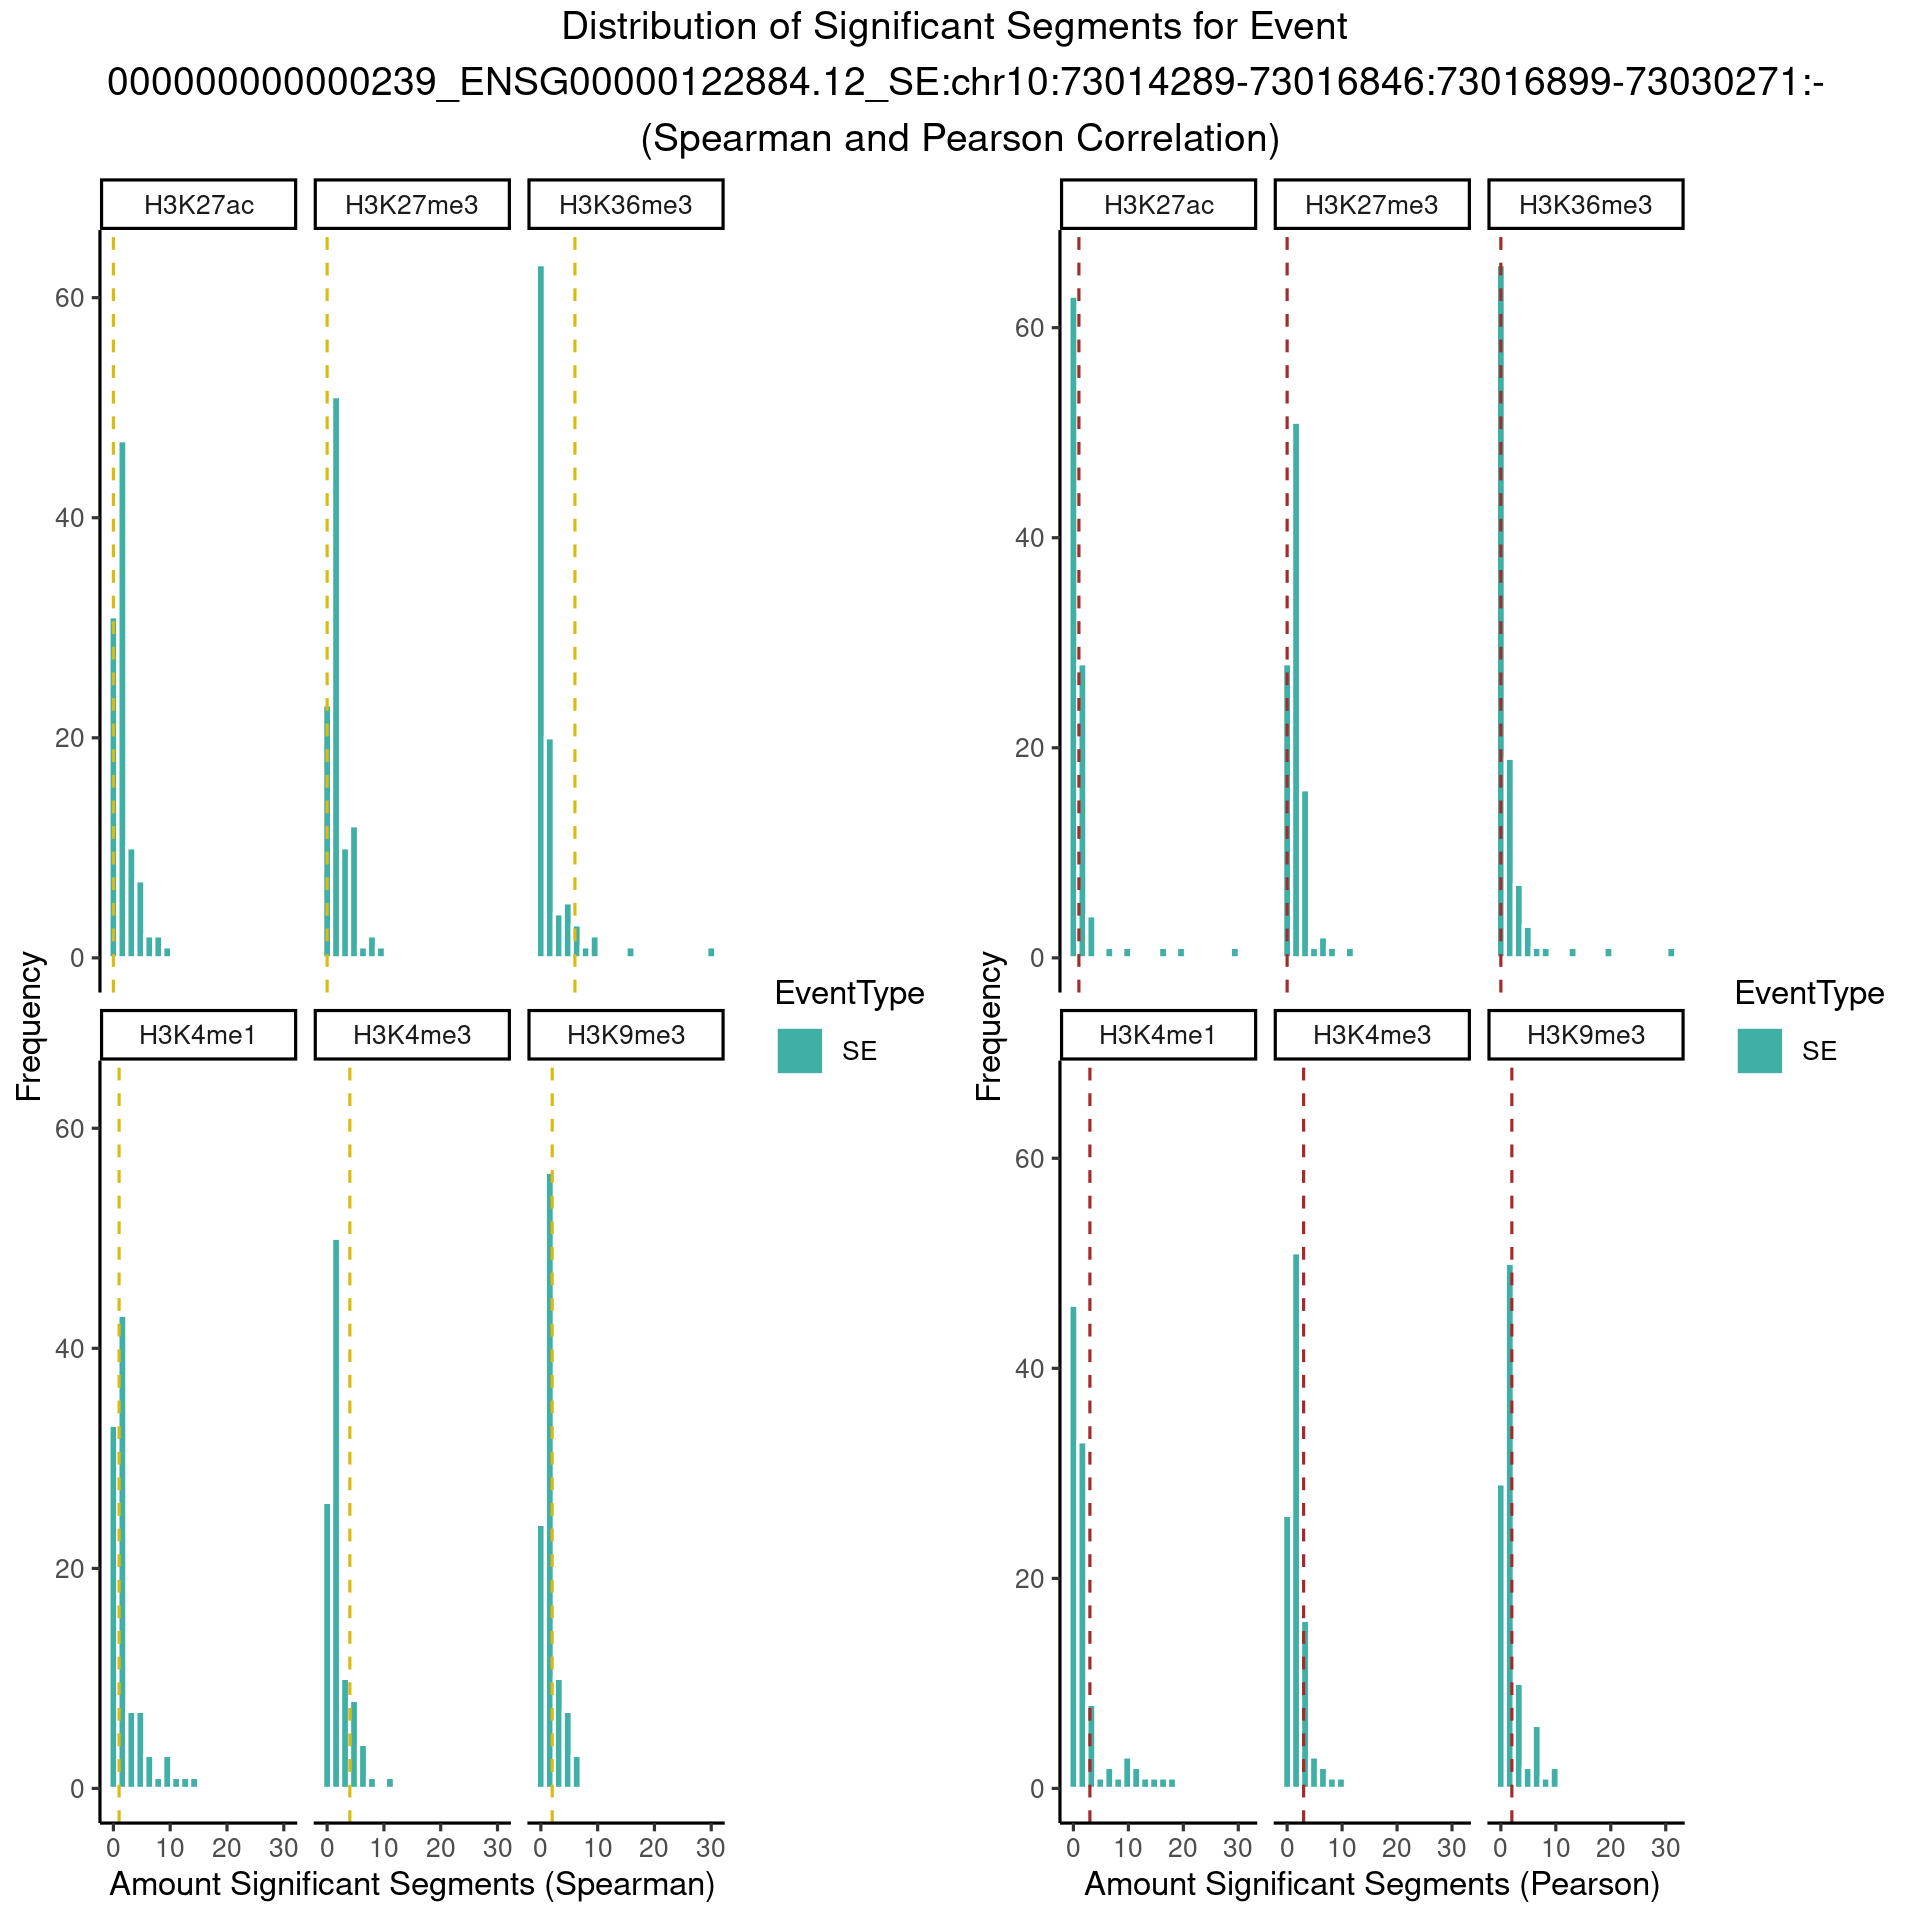 Distribution of Significant Segments for Event
000000000000239_ENSG00000122884.12_SE:chr10:73014289-73016846:73016899-73030271:-
(Spearman and Pearson Correlation)
H3K27ac H3K27me3 H3K36me3
60
40
20
0
H3K4me1 H3K4me3 H3K9me3
60
40
20
0
0 10 20 30 0 10 20 30 0 10 20 30
Amount Significant Segments (Spearman)
Frequency
EventType
SE
H3K27ac H3K27me3 H3K36me3
60
40
20
0
H3K4me1 H3K4me3 H3K9me3
60
40
20
0
0 10 20 30 0 10 20 30 0 10 20 30
Amount Significant Segments (Pearson)
Frequency
EventType
SE